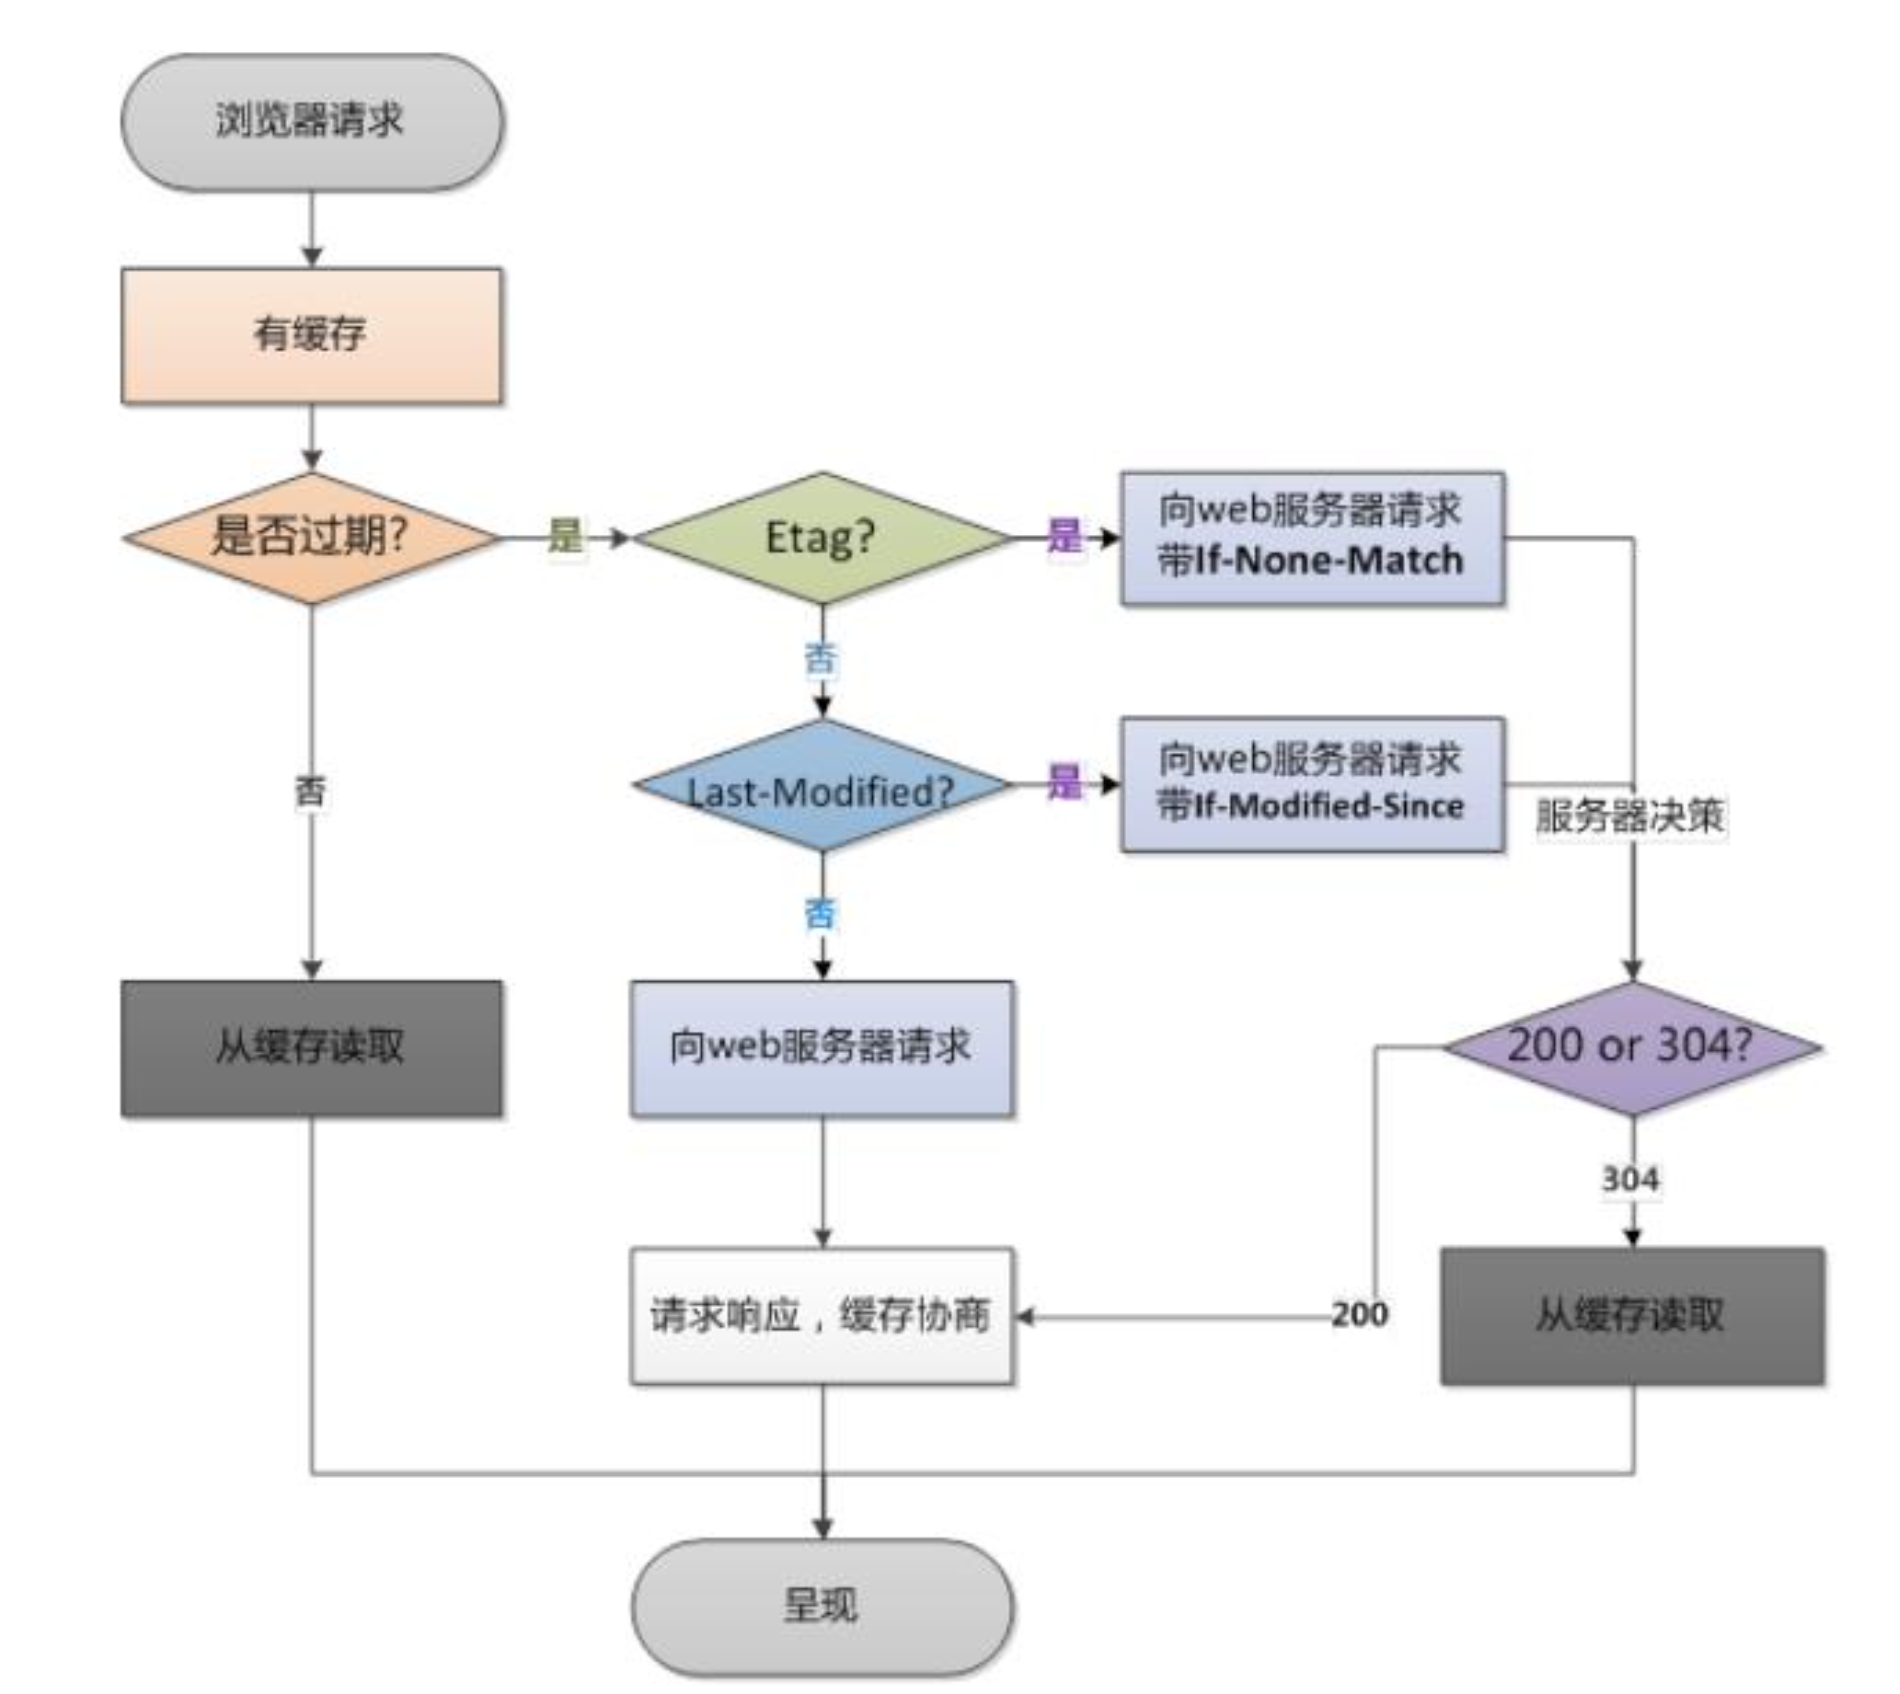 浏览器请求
有缓存
是否过期?
是
Etag?
是
向web服务器请求
带If-None-Match
否
否
Last-Modified?
是
向web服务器请求
带If-Modified-Since
服务器决策
否
从缓存读取
向web服务器请求
200 or 304?
304
200
请求响应，缓存协商
从缓存读取
呈现